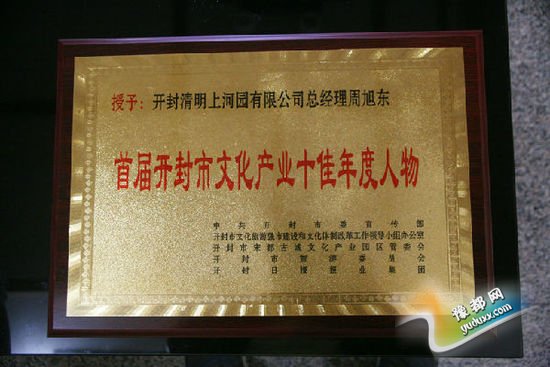 授予：开封清明上河园有限公司总经理周旭东
首届开封市文化产业十佳年度人物
中共开封市委宣传部
开封市文化旅游强市建设和文化体制改革工作领导小组办公室
开封市宋都古城文化产业园区管委会
开封市旅游委员会
开封日报报业集团
豫都网
yuduxx.com